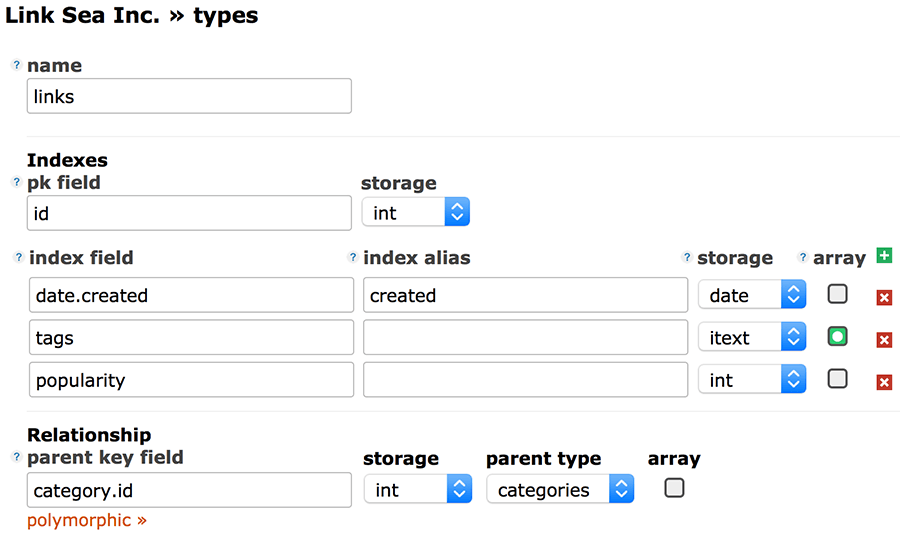 Link Sea Inc. » types
? name
links
Indexes
? pk field storage
id int
? index field ? index alias ? storage ? array
date.created created date
tags itext
popularity int
Relationship
? parent key field storage parent type array
category.id int categories
polymorphic »